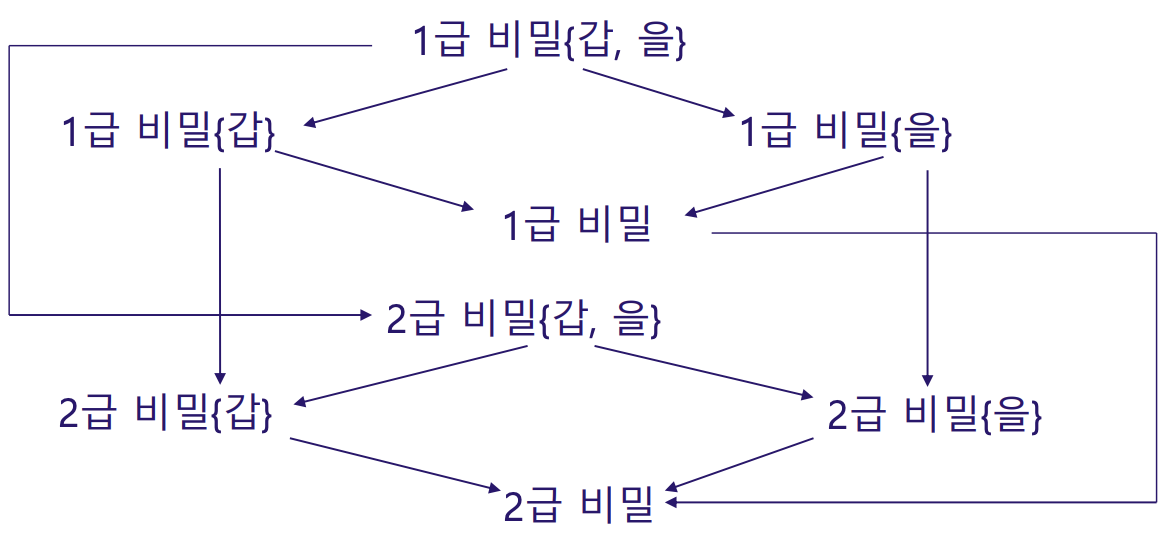 1급 비밀{갑, 을}
1급 비밀{갑}
1급 비밀{을}
1급 비밀
2급 비밀{갑, 을}
2급 비밀{갑}
2급 비밀{을}
2급 비밀